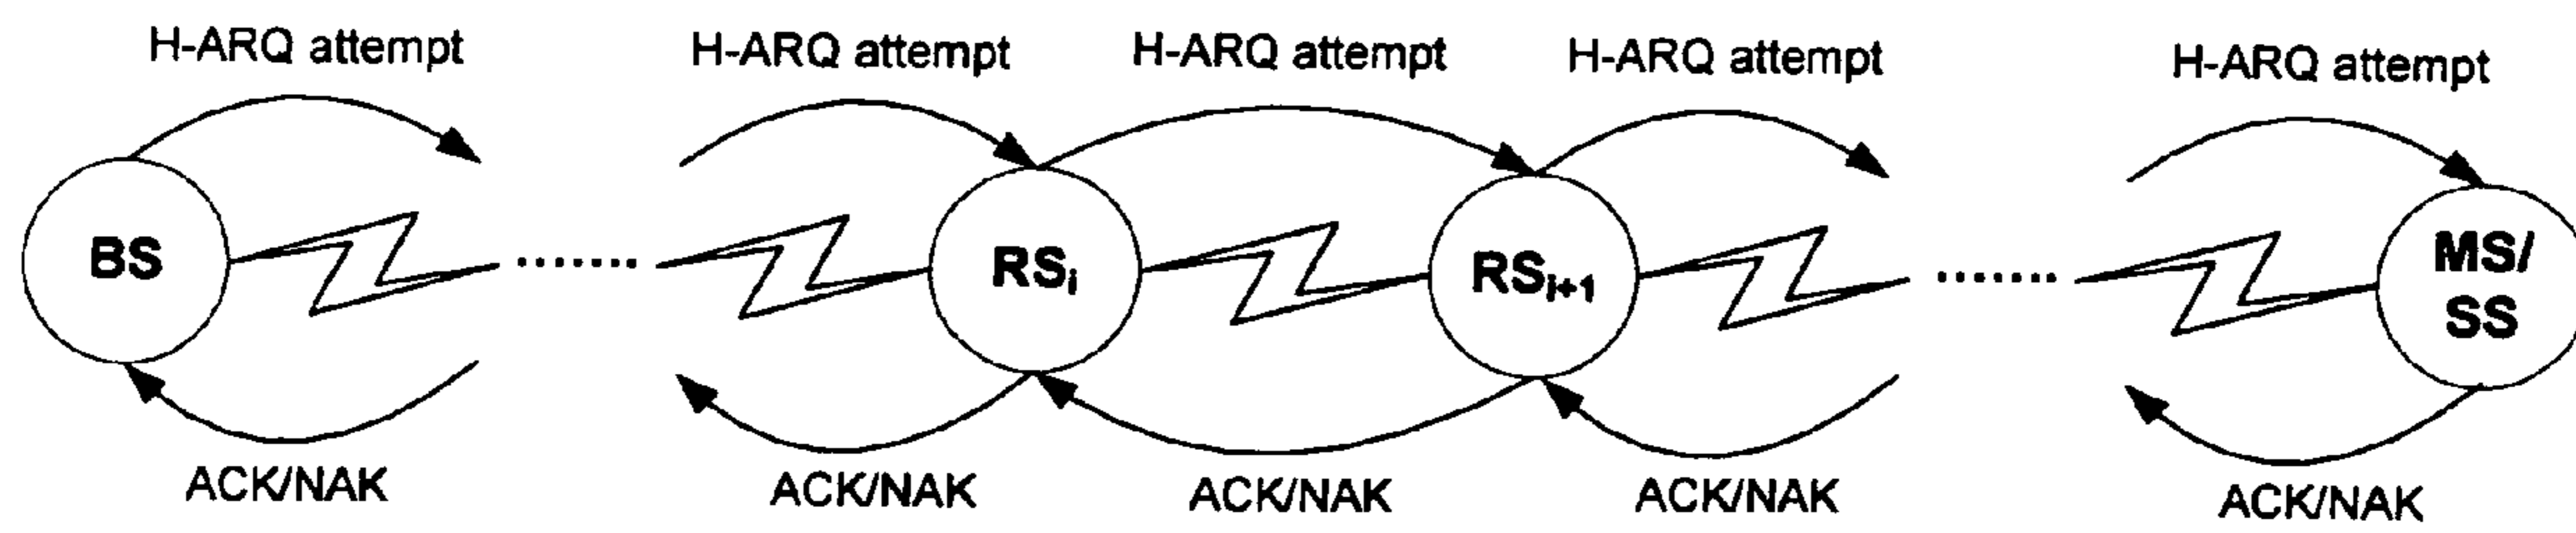 H-ARQ attempt H-ARQ attempt H-ARQ attempt H-ARQ attempt H-ARQ attempt
BS RSi RSi+1 MS/
SS
ACK/NAK ACK/NAK ACK/NAK ACK/NAK ACK/NAK